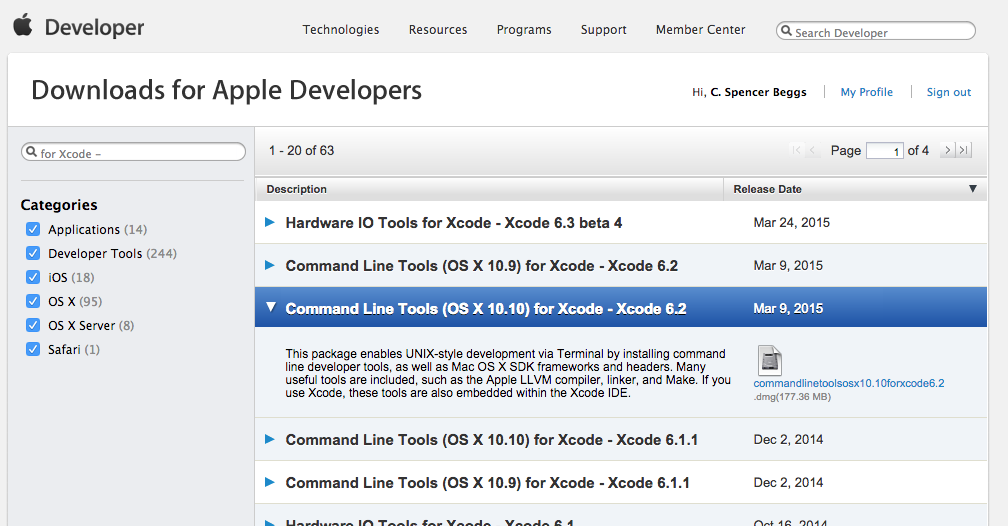 Developer
Technologies
Resources
Programs
Support
Member Center
Search Developer
Downloads for Apple Developers
Hi, C. Spencer Beggs
My Profile
Sign out
for Xcode –
Categories
Applications (14)
Developer Tools (244)
iOS (18)
OS X (95)
OS X Server (8)
Safari (1)
1 - 20 of 63
Page 1 of 4
Description
Release Date
Hardware IO Tools for Xcode - Xcode 6.3 beta 4
Mar 24, 2015
Command Line Tools (OS X 10.9) for Xcode - Xcode 6.2
Mar 9, 2015
Command Line Tools (OS X 10.10) for Xcode - Xcode 6.2
Mar 9, 2015
This package enables UNIX-style development via Terminal by installing command
line developer tools, as well as Mac OS X SDK frameworks and headers. Many
useful tools are included, such as the Apple LLVM compiler, linker, and Make. If you
use Xcode, these tools are also embedded within the Xcode IDE.
commandlinetoolsosx10.10forxcode6.2
.dmg(177.36 MB)
Command Line Tools (OS X 10.10) for Xcode - Xcode 6.1.1
Dec 2, 2014
Command Line Tools (OS X 10.9) for Xcode - Xcode 6.1.1
Dec 2, 2014
Hardware IO Tools for Xcode - Xcode 6.1
Oct 16, 2014